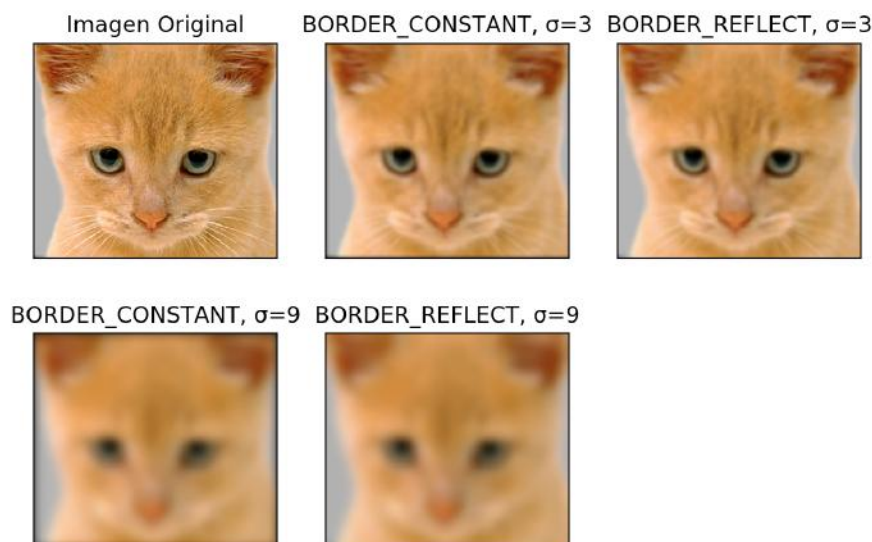 Imagen Original
BORDER_CONSTANT, σ=3
BORDER_REFLECT, σ=3
BORDER_CONSTANT, σ=9
BORDER_REFLECT, σ=9